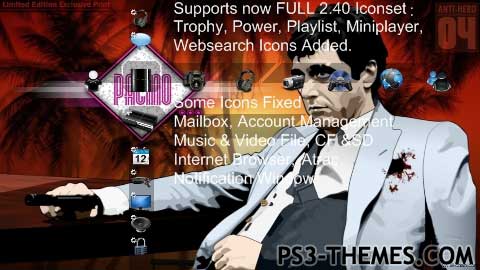 Limited Edition Exclusive Print
Supports now FULL 2.40 Iconset :
Trophy, Power, Playlist, Miniplayer,
Websearch Icons Added.
ANTI-HERO
04
PACINO
Some Icons Fixed
Mailbox, Account Management
Music & Video File, CF &SD
Internet Browser, Atrac
Notification Window
12
PS3-THEMES.COM